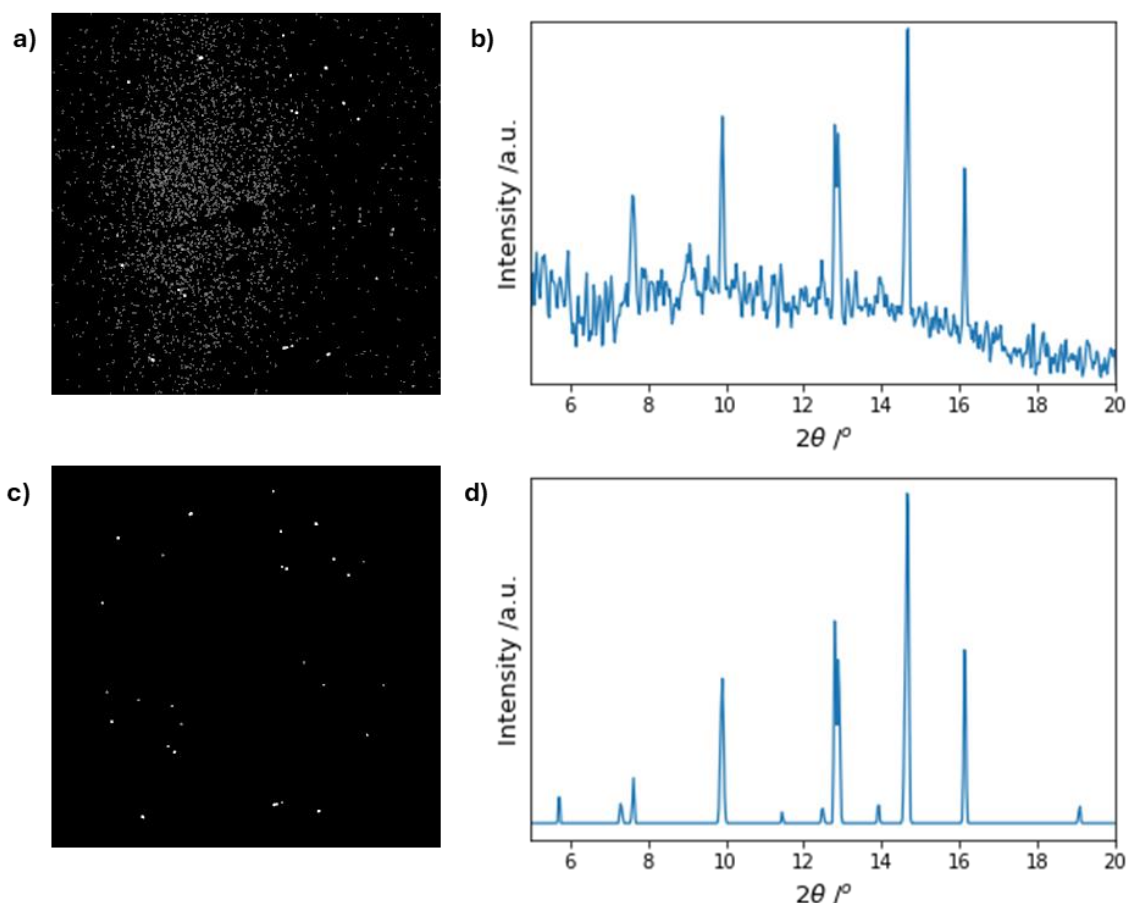 a)
b)
Intensity /a.u.
6 8 10 12 14 16 18 20
2θ /°
c)
d)
Intensity /a.u.
6 8 10 12 14 16 18 20
2θ /°